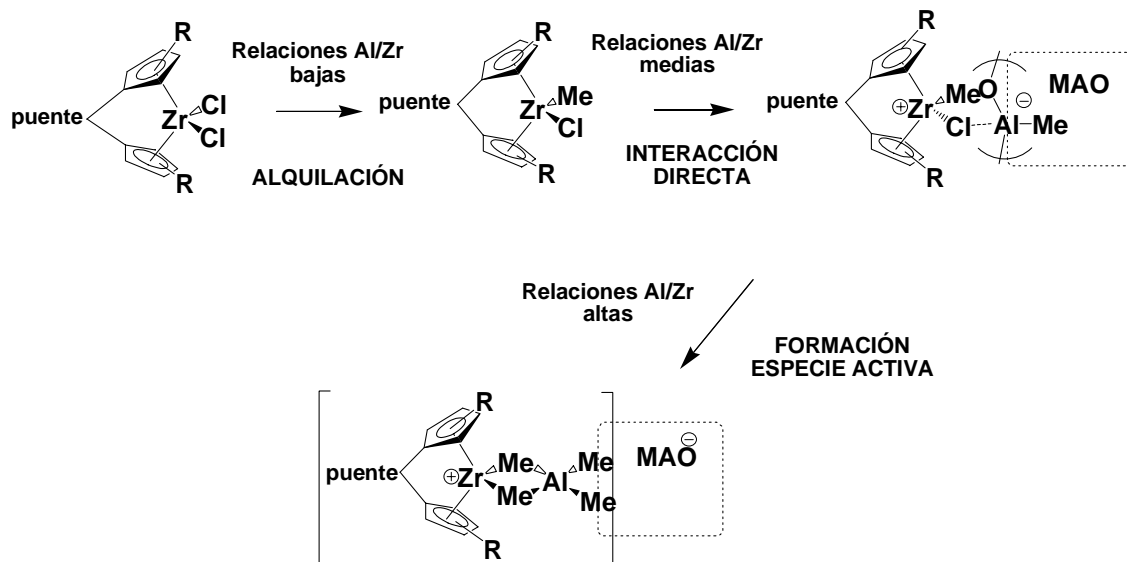 R
Cl
Cl
Zr
puente
R
Relaciones Al/Zr
bajas
ALQUILACIÓN
R
Me
Zr
Cl
puente
R
Relaciones Al/Zr
medias
INTERACCIÓN
DIRECTA
R
puente
Zr
Me
O
Cl
Al
Me
MAO
R
Relaciones Al/Zr
altas
FORMACIÓN
ESPECIE ACTIVA
R
puente
Zr
Me
Me
Al
Me
Me
MAO
R